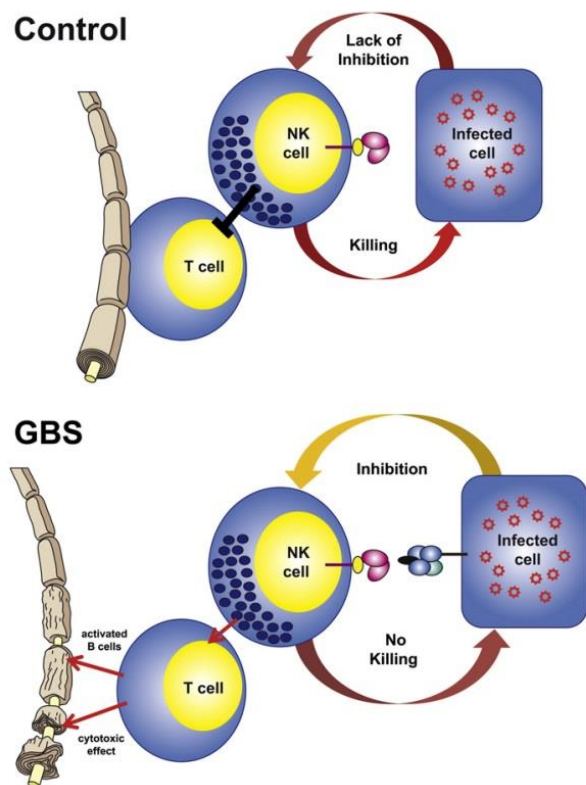 Control
Lack of
Inhibition
NK
cell
Infected
cell
T cell
Killing
GBS
Inhibition
NK
cell
Infected
cell
activated
B cells
No
Killing
T cell
cytotoxic
effect